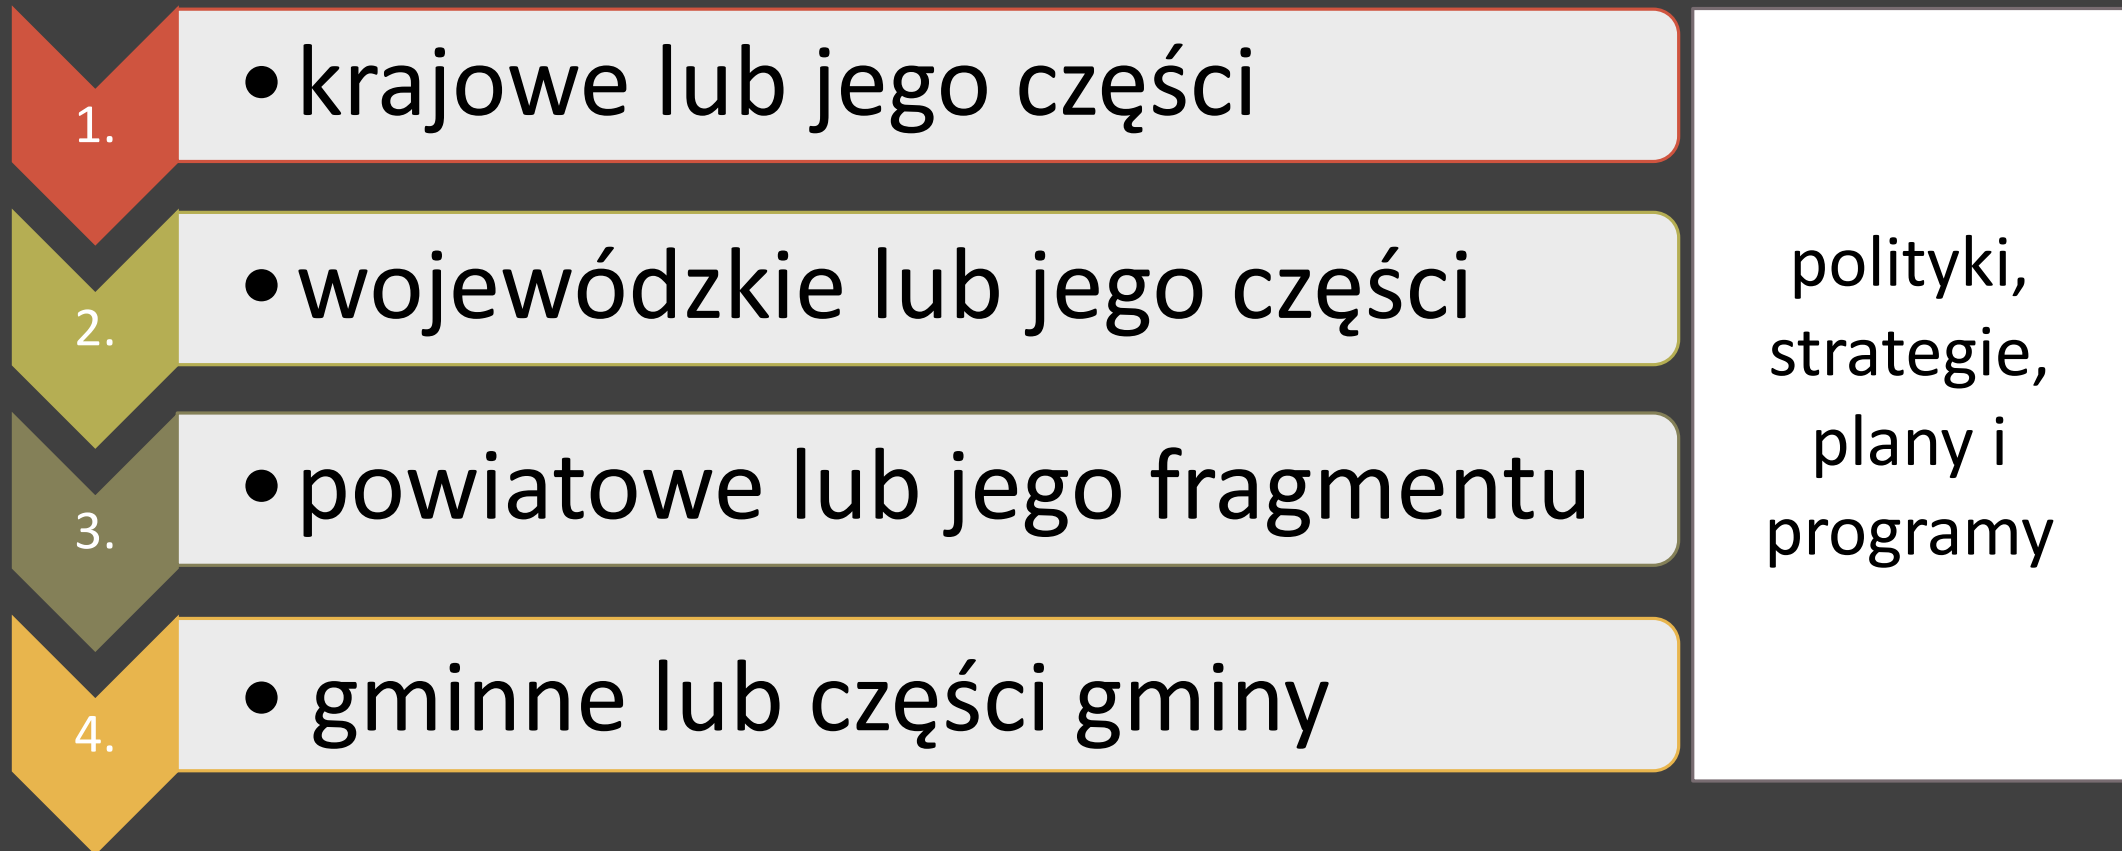 1.
• krajowe lub jego części
2.
• wojewódzkie lub jego części
3.
• powiatowe lub jego fragmentu
4.
• gminne lub części gminy
polityki,
strategie,
plany i
programy